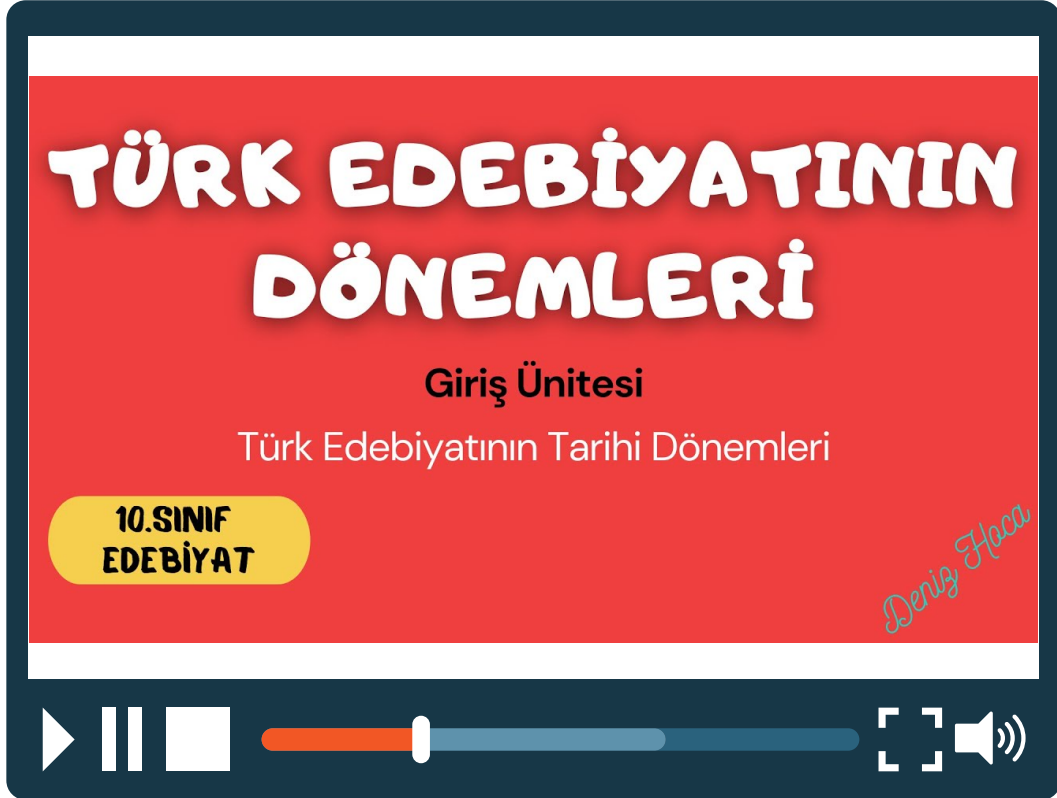 TÜRK EDEBİYATININ
DÖNEMLERİ
Giriş Ünitesi
Türk Edebiyatının Tarihi Dönemleri
10.SINIF
EDEBİYAT
Deniz Hoca